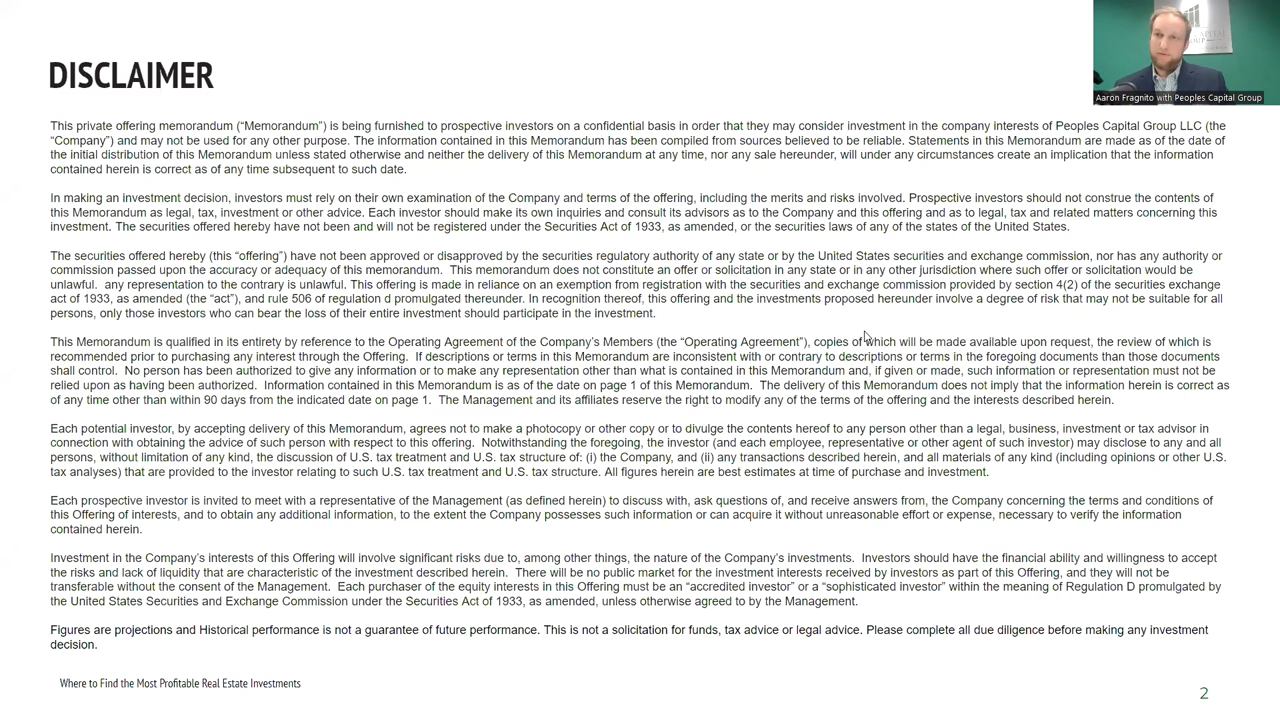 DISCLAIMER
Aaron Fragnito with Peoples Capital Group
This private offering memorandum (“Memorandum”) is being furnished to prospective investors on a confidential basis in order that they may consider investment in the company interests of Peoples Capital Group LLC (the
“Company”) and may not be used for any other purpose. The information contained in this Memorandum has been compiled from sources believed to be reliable. Statements in this Memorandum are made as of the date of
the initial distribution of this Memorandum unless stated otherwise and neither the delivery of this Memorandum at any time, nor any sale hereunder, will under any circumstances create an implication that the information
contained herein is correct as of any time subsequent to such date.
In making an investment decision, investors must rely on their own examination of the Company and terms of the offering, including the merits and risks involved. Prospective investors should not construe the contents of
this Memorandum as legal, tax, investment or other advice. Each investor should make its own inquiries and consult its advisors as to the Company and this offering and as to legal, tax and related matters concerning this
investment. The securities offered hereby have not been and will not be registered under the Securities Act of 1933, as amended, or the securities laws of any of the states of the United States.
The securities offered hereby (this “offering”) have not been approved or disapproved by the securities regulatory authority of any state or by the United States securities and exchange commission, nor has any authority or
commission passed upon the accuracy or adequacy of this memorandum. This memorandum does not constitute an offer or solicitation in any state or in any other jurisdiction where such offer or solicitation would be
unlawful. any representation to the contrary is unlawful. This offering is made in reliance on an exemption from registration with the securities and exchange commission provided by section 4(2) of the securities exchange
act of 1933, as amended (the “act”), and rule 506 of regulation d promulgated thereunder. In recognition thereof, this offering and the investments proposed hereunder involve a degree of risk that may not be suitable for all
persons, only those investors who can bear the loss of their entire investment should participate in the investment.
This Memorandum is qualified in its entirety by reference to the Operating Agreement of the Company’s Members (the “Operating Agreement”), copies of which will be made available upon request, the review of which is
recommended prior to purchasing any interest through the Offering. If descriptions or terms in this Memorandum are inconsistent with or contrary to descriptions or terms in the foregoing documents than those documents
shall control. No person has been authorized to give any information or to make any representation other than what is contained in this Memorandum and, if given or made, such information or representation must not be
relied upon as having been authorized. Information contained in this Memorandum is as of the date on page 1 of this Memorandum. The delivery of this Memorandum does not imply that the information herein is correct as
of any time other than within 90 days from the indicated date on page 1. The Management and its affiliates reserve the right to modify any of the terms of the offering and the interests described herein.
Each potential investor, by accepting delivery of this Memorandum, agrees not to make a photocopy or other copy or to divulge the contents hereof to any person other than a legal, business, investment or tax advisor in
connection with obtaining the advice of such person with respect to this offering. Notwithstanding the foregoing, the investor (and each employee, representative or other agent of such investor) may disclose to any and all
persons, without limitation of any kind, the discussion of U.S. tax treatment and U.S. tax structure of: (i) the Company, and (ii) any transactions described herein, and all materials of any kind (including opinions or other U.S.
tax analyses) that are provided to the investor relating to such U.S. tax treatment and U.S. tax structure. All figures herein are best estimates at time of purchase and investment.
Each prospective investor is invited to meet with a representative of the Management (as defined herein) to discuss with, ask questions of, and receive answers from, the Company concerning the terms and conditions of
this Offering of interests, and to obtain any additional information, to the extent the Company possesses such information or can acquire it without unreasonable effort or expense, necessary to verify the information
contained herein.
Investment in the Company’s interests of this Offering will involve significant risks due to, among other things, the nature of the Company’s investments. Investors should have the financial ability and willingness to accept
the risks and lack of liquidity that are characteristic of the investment described herein. There will be no public market for the investment interests received by investors as part of this Offering, and they will not be
transferable without the consent of the Management. Each purchaser of the equity interests in this Offering must be an “accredited investor” or a “sophisticated investor” within the meaning of Regulation D promulgated by
the United States Securities and Exchange Commission under the Securities Act of 1933, as amended, unless otherwise agreed to by the Management.
Figures are projections and Historical performance is not a guarantee of future performance. This is not a solicitation for funds, tax advice or legal advice. Please complete all due diligence before making any investment
decision.
Where to Find the Most Profitable Real Estate Investments
2